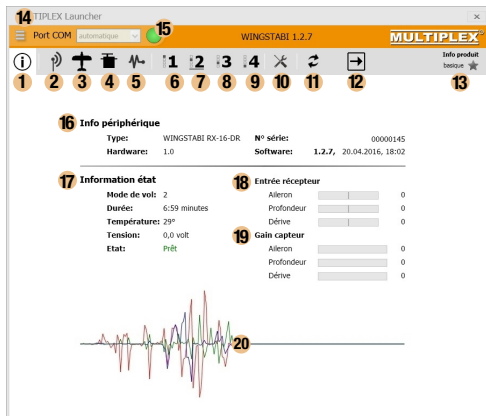 14 TIPLEX Launcher ×
Port COM automatique 15 WINGSTABI 1.2.7 MULTIPLEX
1 2 3 4 Info produit
basique
1 2 3 4 5 6 7 8 9 10 11 12 13
16 Info périphérique
Type: WINGSTABI RX-16-DR N° série: 00000145
Hardware: 1.0 Software: 1.2.7, 20.04.2016, 18:02
17 Information état 18 Entrée récepteur
Mode de vol: 2 Aileron 0
Durée: 6:59 minutes Profondeur 0
Température: 29° Dérive 0
Tension: 0,0 volt 19 Gain capteur
Etat: Prêt Aileron 0
Profondeur 0
Dérive 0
20